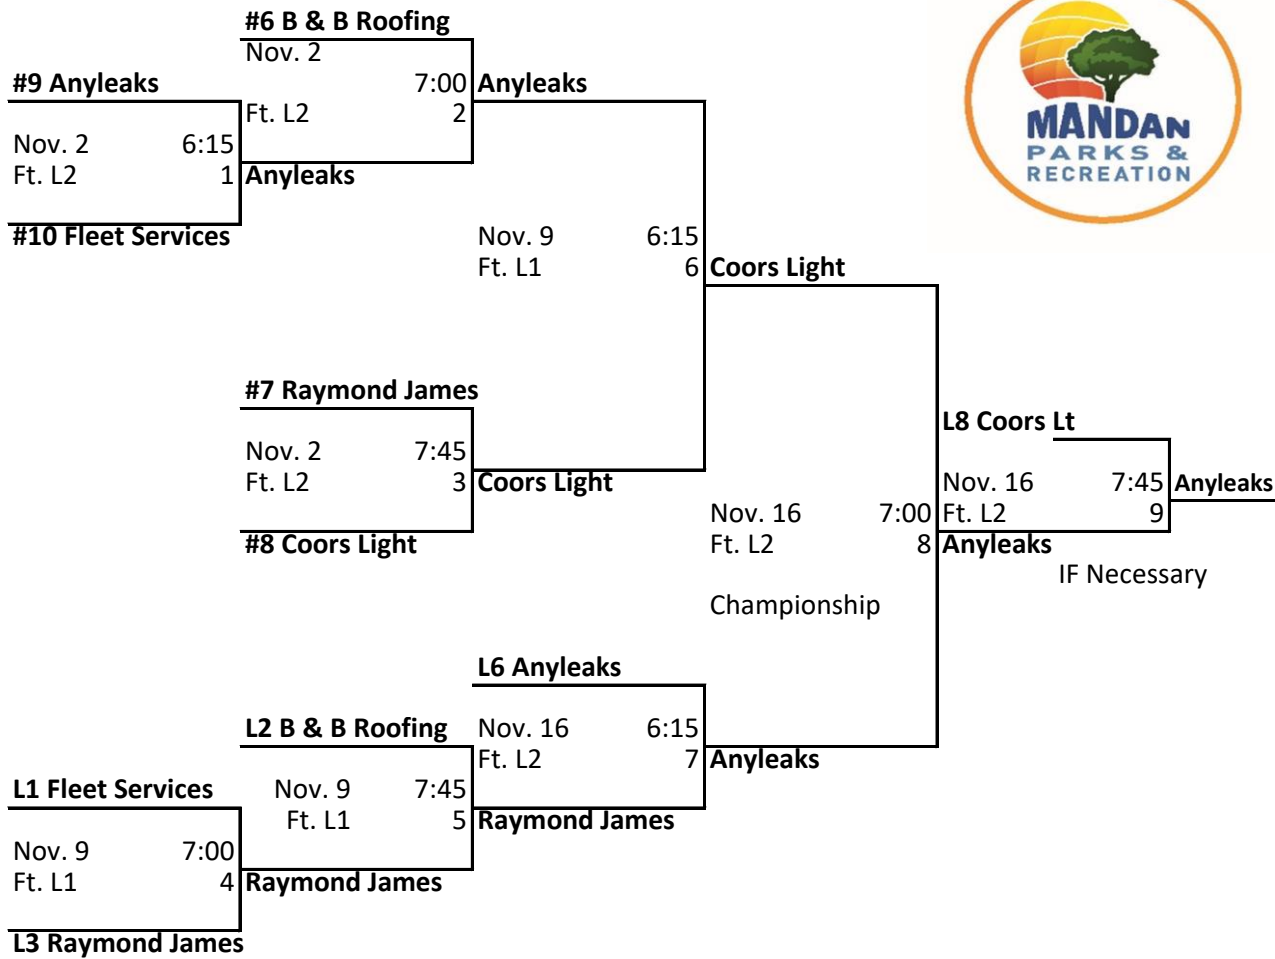 #6 B & B Roofing
Nov. 2
7:00
Ft. L2 2
#9 Anyleaks
Nov. 2 6:15
Ft. L2 1
#10 Fleet Services
Anyleaks
Anyleaks
Nov. 9 6:15
Ft. L1 6
#7 Raymond James
Nov. 2 7:45
Ft. L2 3
#8 Coors Light
Coors Light
Coors Light
Nov. 16 7:00
Ft. L2 8
Championship
L8 Coors Lt
Nov. 16 7:45
Ft. L2 9
Anyleaks
IF Necessary
Anyleaks
L6 Anyleaks
Nov. 16 6:15
Ft. L2 7
Anyleaks
L2 B & B Roofing
Nov. 9 7:45
Ft. L1 5
Raymond James
L1 Fleet Services
Nov. 9 7:00
Ft. L1 4
Raymond James
L3 Raymond James
MANDAN
PARKS &
RECREATION